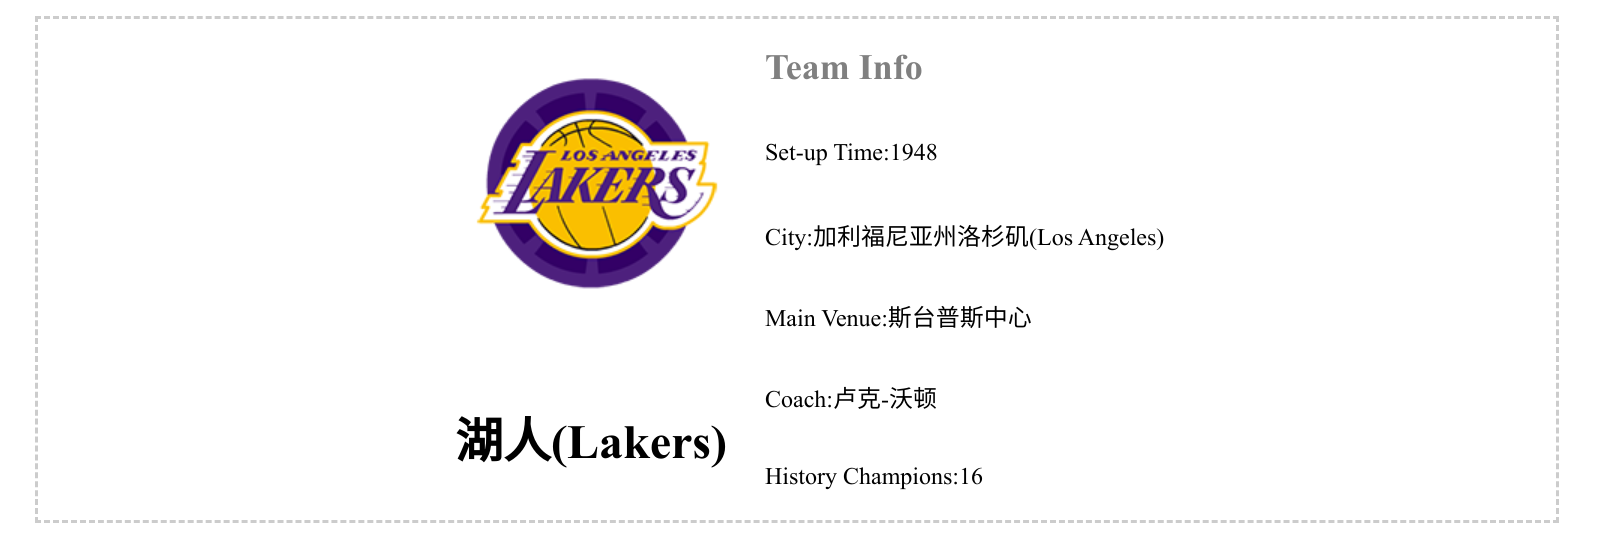 LOS ANGELES
LAKERS
湖人(Lakers)
Team Info
Set-up Time:1948
City:加利福尼亚州洛杉矶(Los Angeles)
Main Venue:斯台普斯中心
Coach:卢克-沃顿
History Champions:16